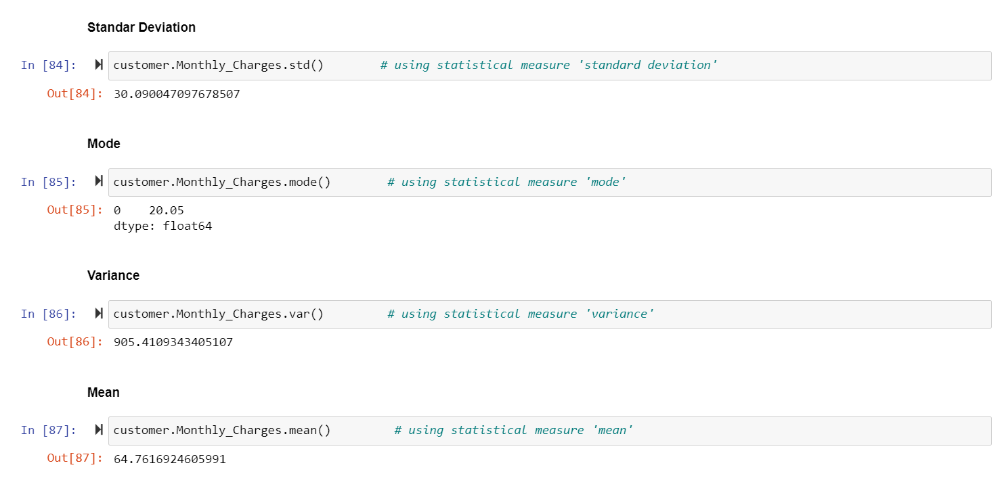 Standar Deviation
In [84]: customer.Monthly_Charges.std() # using statistical measure 'standard deviation'
Out[84]: 30.090047097678507
Mode
In [85]: customer.Monthly_Charges.mode() # using statistical measure 'mode'
Out[85]: 0 20.05
dtype: float64
Variance
In [86]: customer.Monthly_Charges.var() # using statistical measure 'variance'
Out[86]: 905.4109343405107
Mean
In [87]: customer.Monthly_Charges.mean() # using statistical measure 'mean'
Out[87]: 64.7616924605991